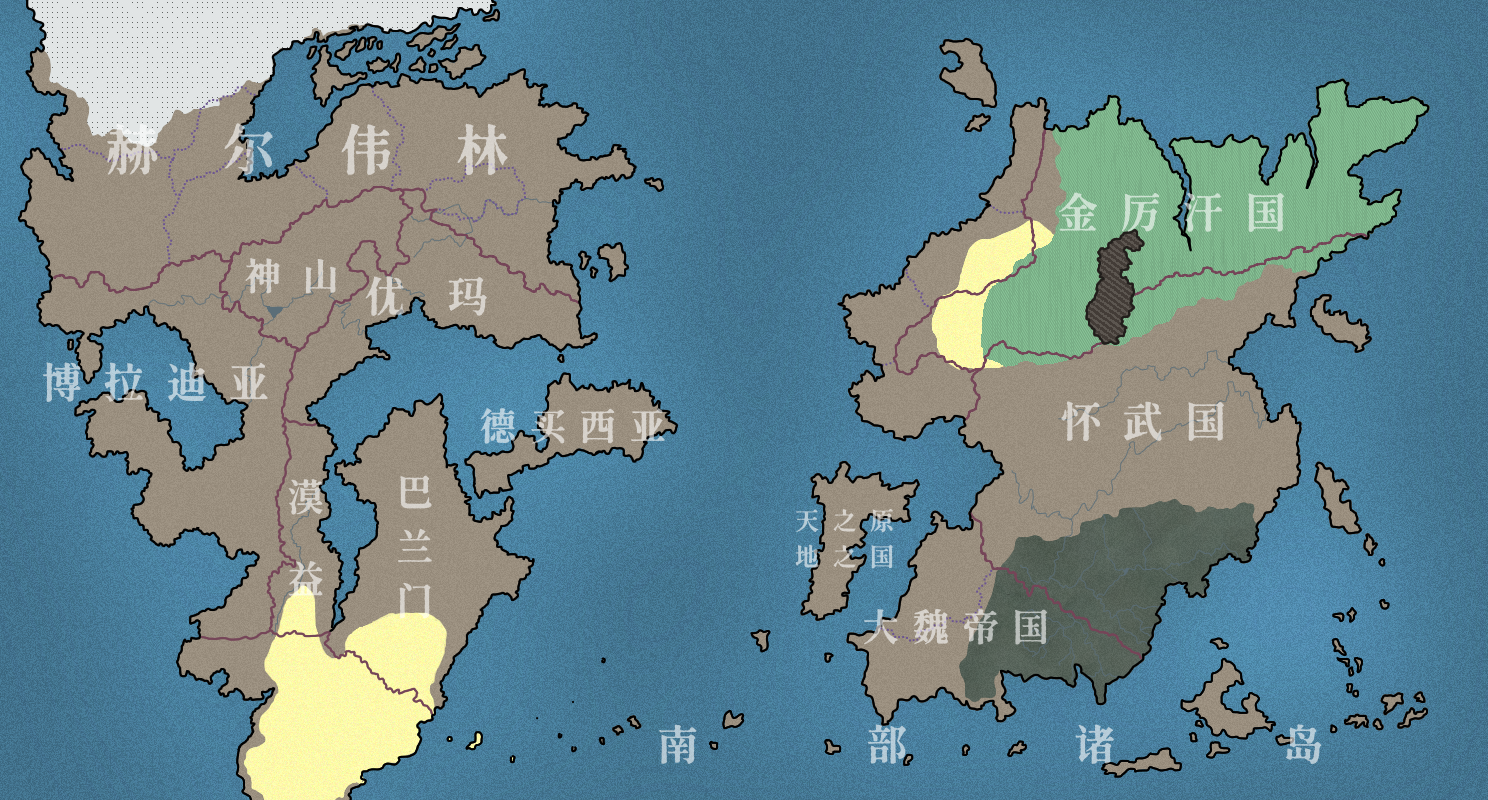 赫尔伟林
金厉汗国
神山
优玛
博拉迪亚
德买西亚
怀武国
漠益
巴兰门
天之原
地之国
大魏帝国
南部诸岛